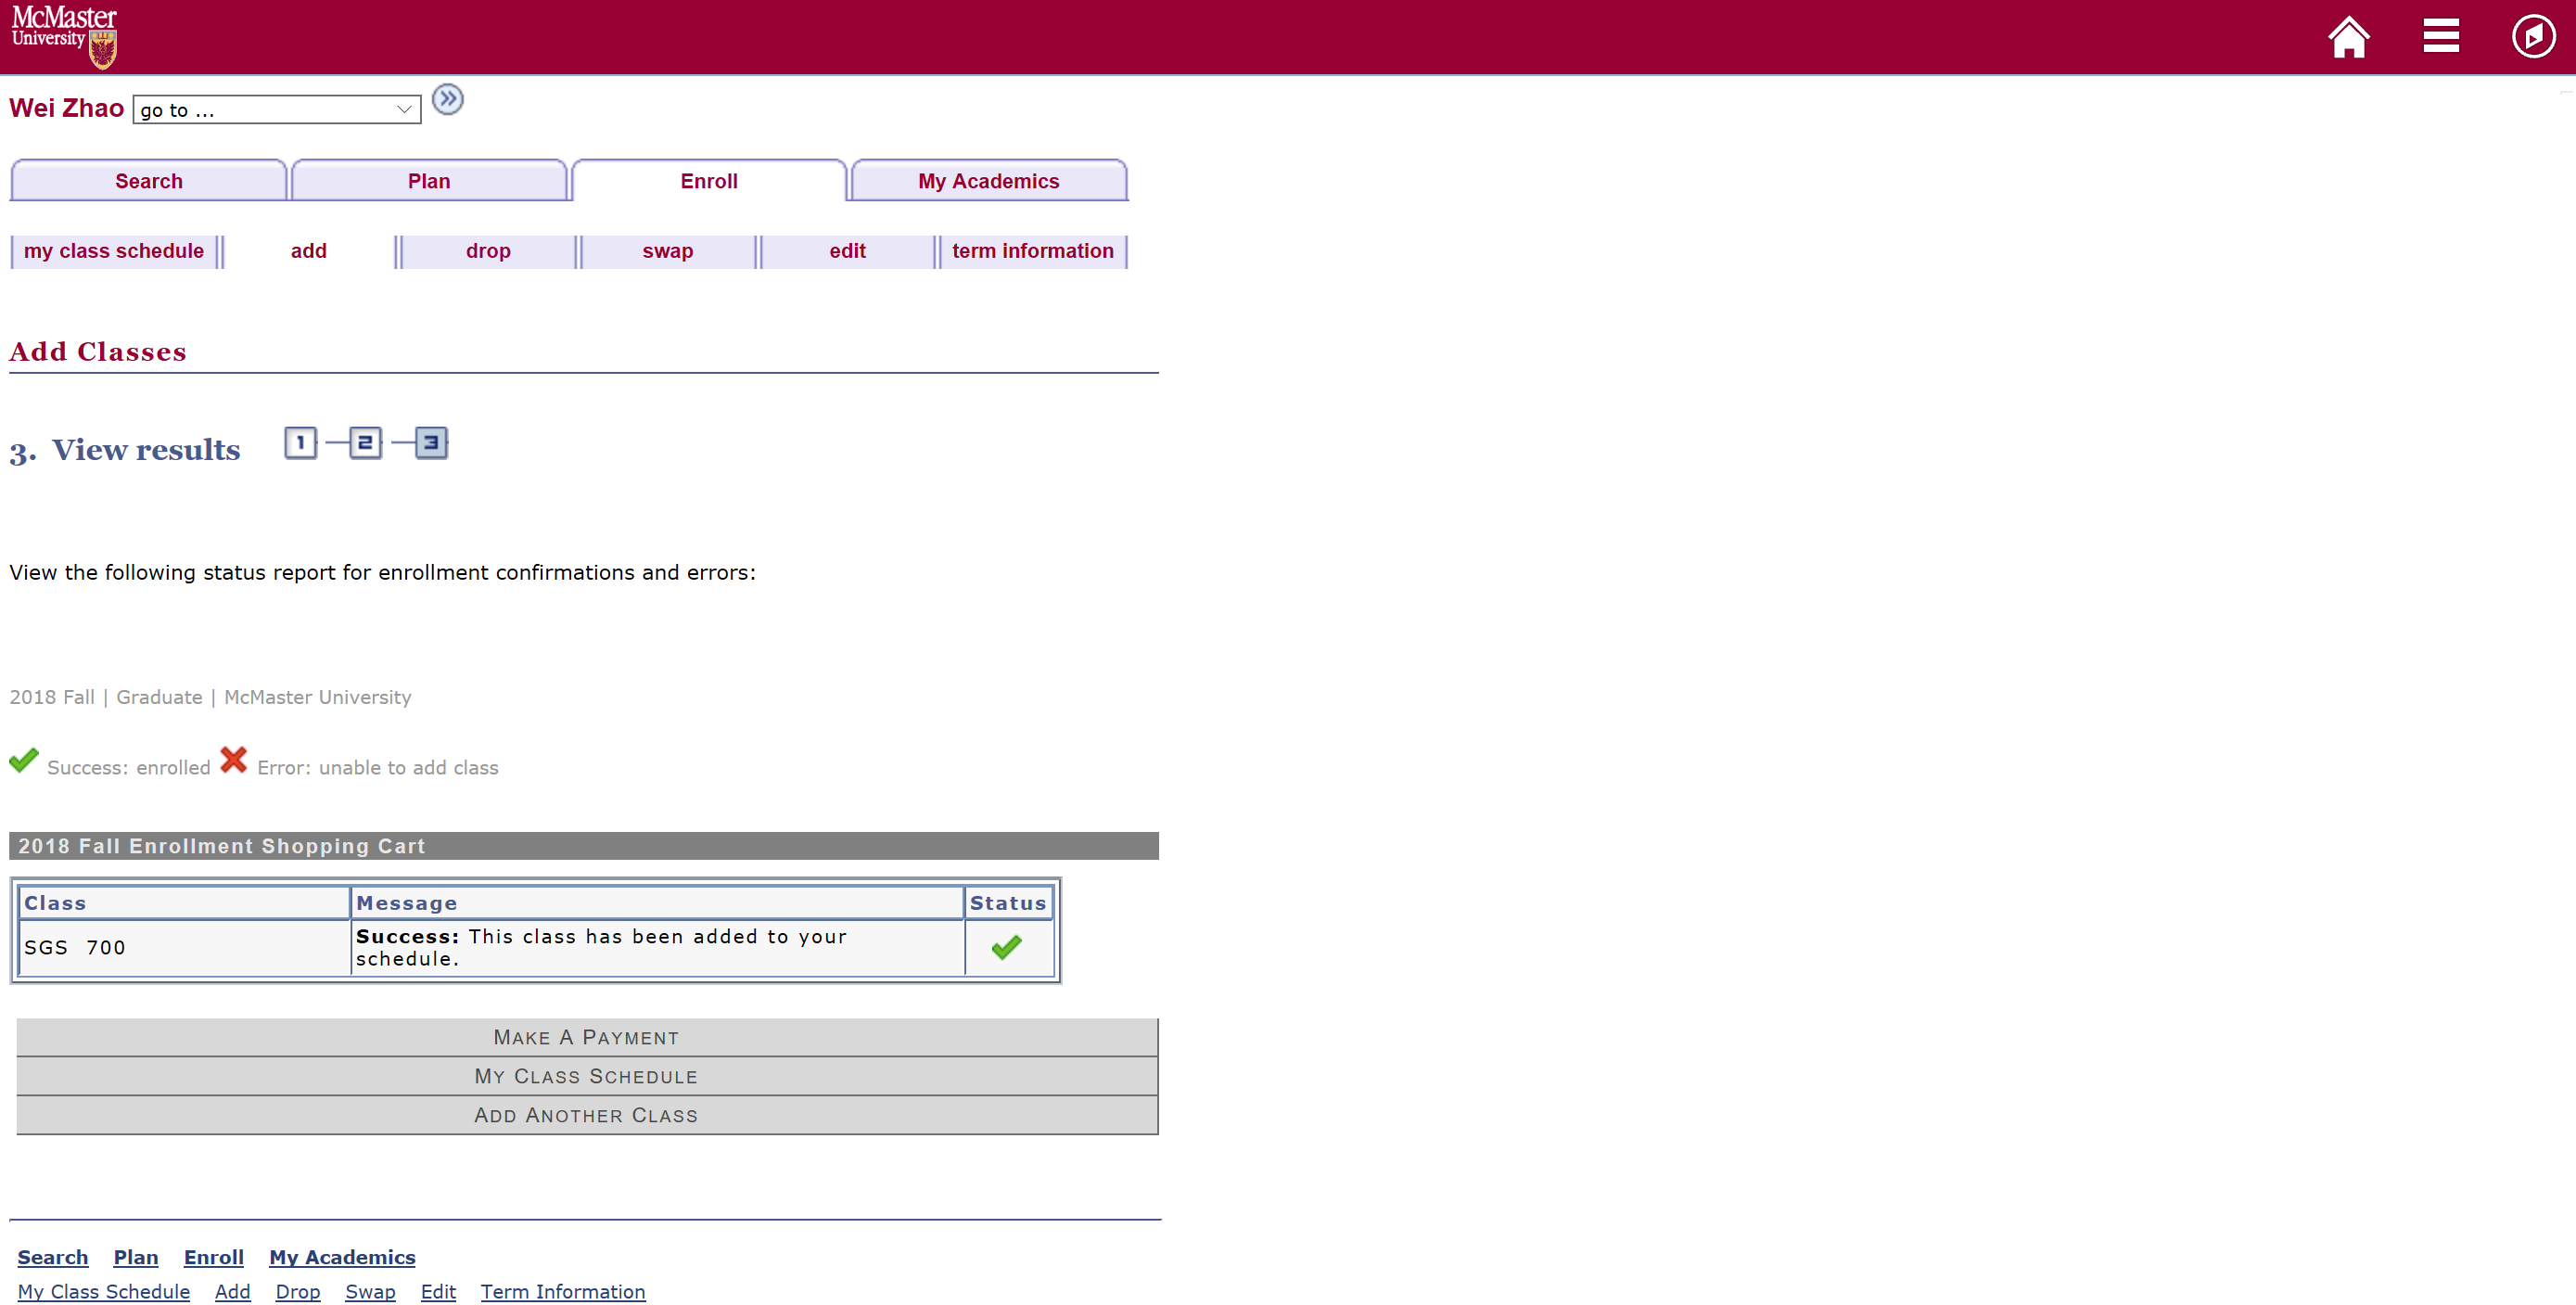 McMaster
University
Wei Zhao go to ...
Search Plan Enroll My Academics
my class schedule add drop swap edit term information
Add Classes
3. View results 1 2 3
View the following status report for enrollment confirmations and errors:
2018 Fall | Graduate | McMaster University
Success: enrolled Error: unable to add class
2018 Fall Enrollment Shopping Cart
Class Message Status
SGS 700 Success: This class has been added to your
schedule.
MAKE A PAYMENT
MY CLASS SCHEDULE
ADD ANOTHER CLASS
Search Plan Enroll My Academics
My Class Schedule Add Drop Swap Edit Term Information